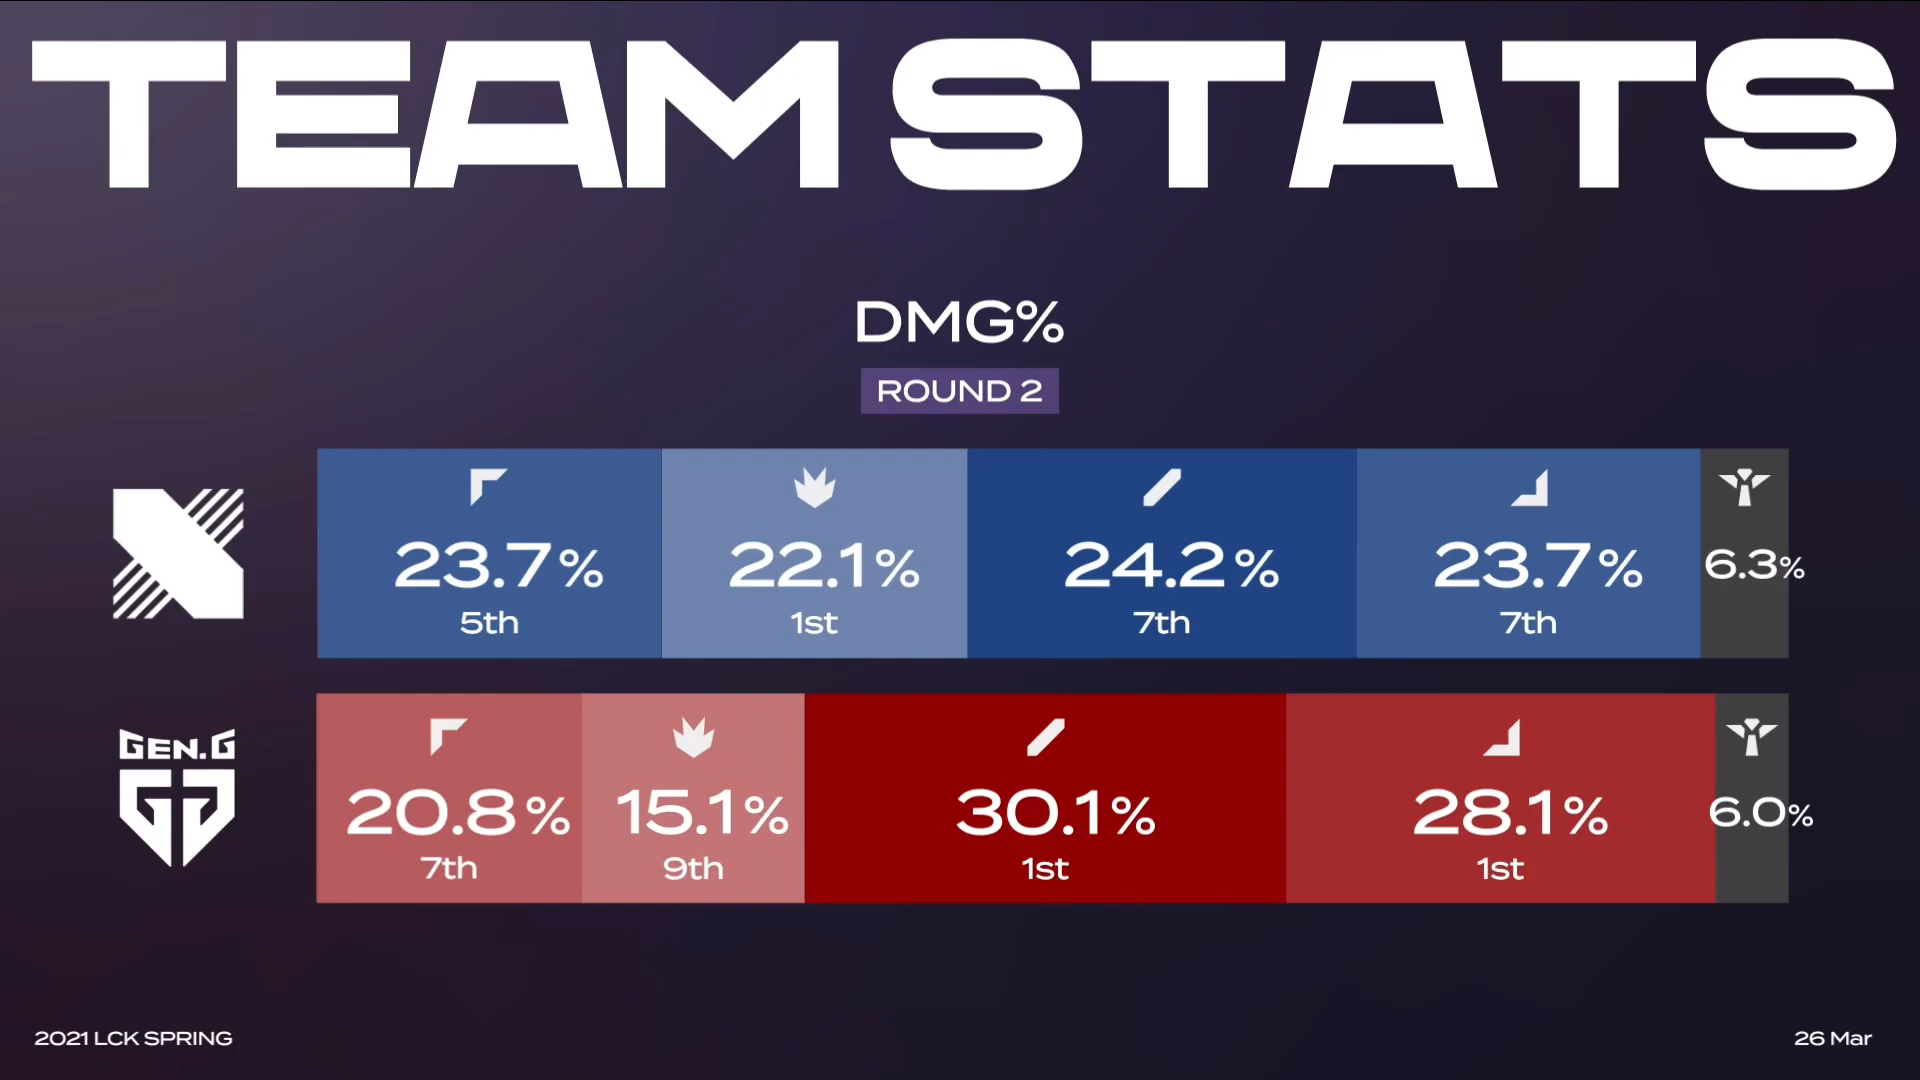 TEAM STATS
DMG%
ROUND 2
23.7% 22.1% 24.2% 23.7% 6.3%
5th 1st 7th 7th
GEN.G
20.8% 15.1% 30.1% 28.1% 6.0%
7th 9th 1st 1st
2021 LCK SPRING
26 Mar